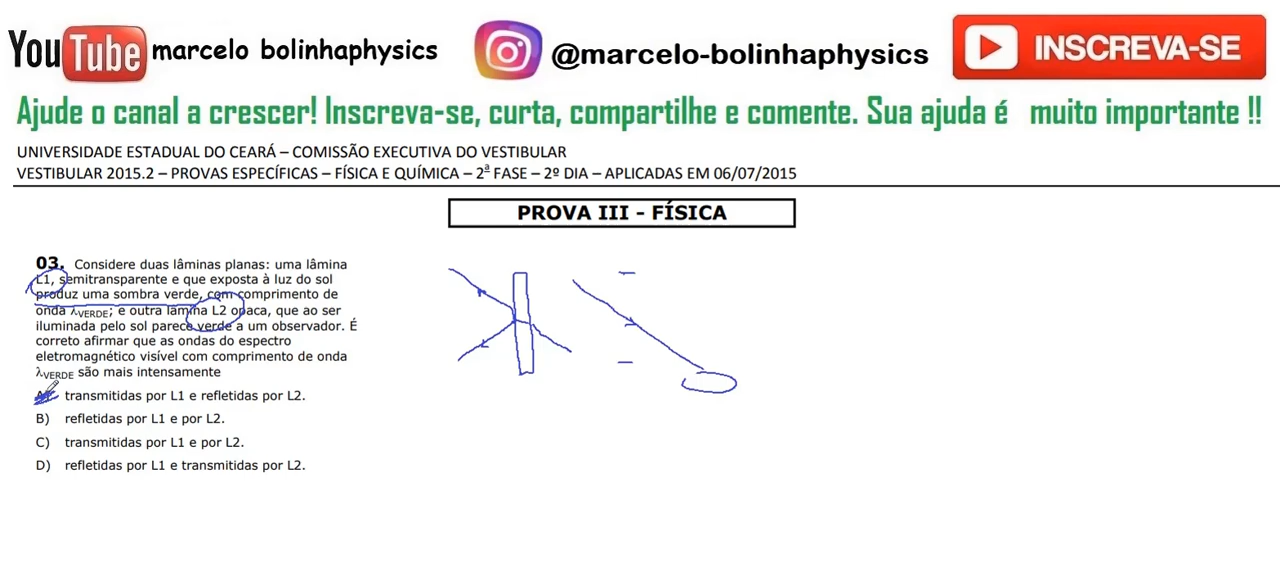 YouTube marcelo bolinhaphysics @marcelo-bolinhaphysics INSCREVA-SE
Ajude o canal a crescer! Inscreva-se, curta, compartilhe e comente. Sua ajuda é muito importante !!
UNIVERSIDADE ESTADUAL DO CEARÁ – COMISSÃO EXECUTIVA DO VESTIBULAR
VESTIBULAR 2015.2 – PROVAS ESPECÍFICAS – FÍSICA E QUÍMICA – 2ª FASE – 2º DIA – APLICADAS EM 06/07/2015
PROVA III - FÍSICA
03. Considere duas lâminas planas: uma lâmina
L1, semitransparente e que exposta à luz do sol
produz uma sombra verde, com comprimento de
onda λVERDE; e outra lâmina L2 opaca, que ao ser
iluminada pelo sol parece verde a um observador. É
correto afirmar que as ondas do espectro
eletromagnético visível com comprimento de onda
λVERDE são mais intensamente
transmitidas por L1 e refletidas por L2.
B) refletidas por L1 e por L2.
C) transmitidas por L1 e por L2.
D) refletidas por L1 e transmitidas por L2.